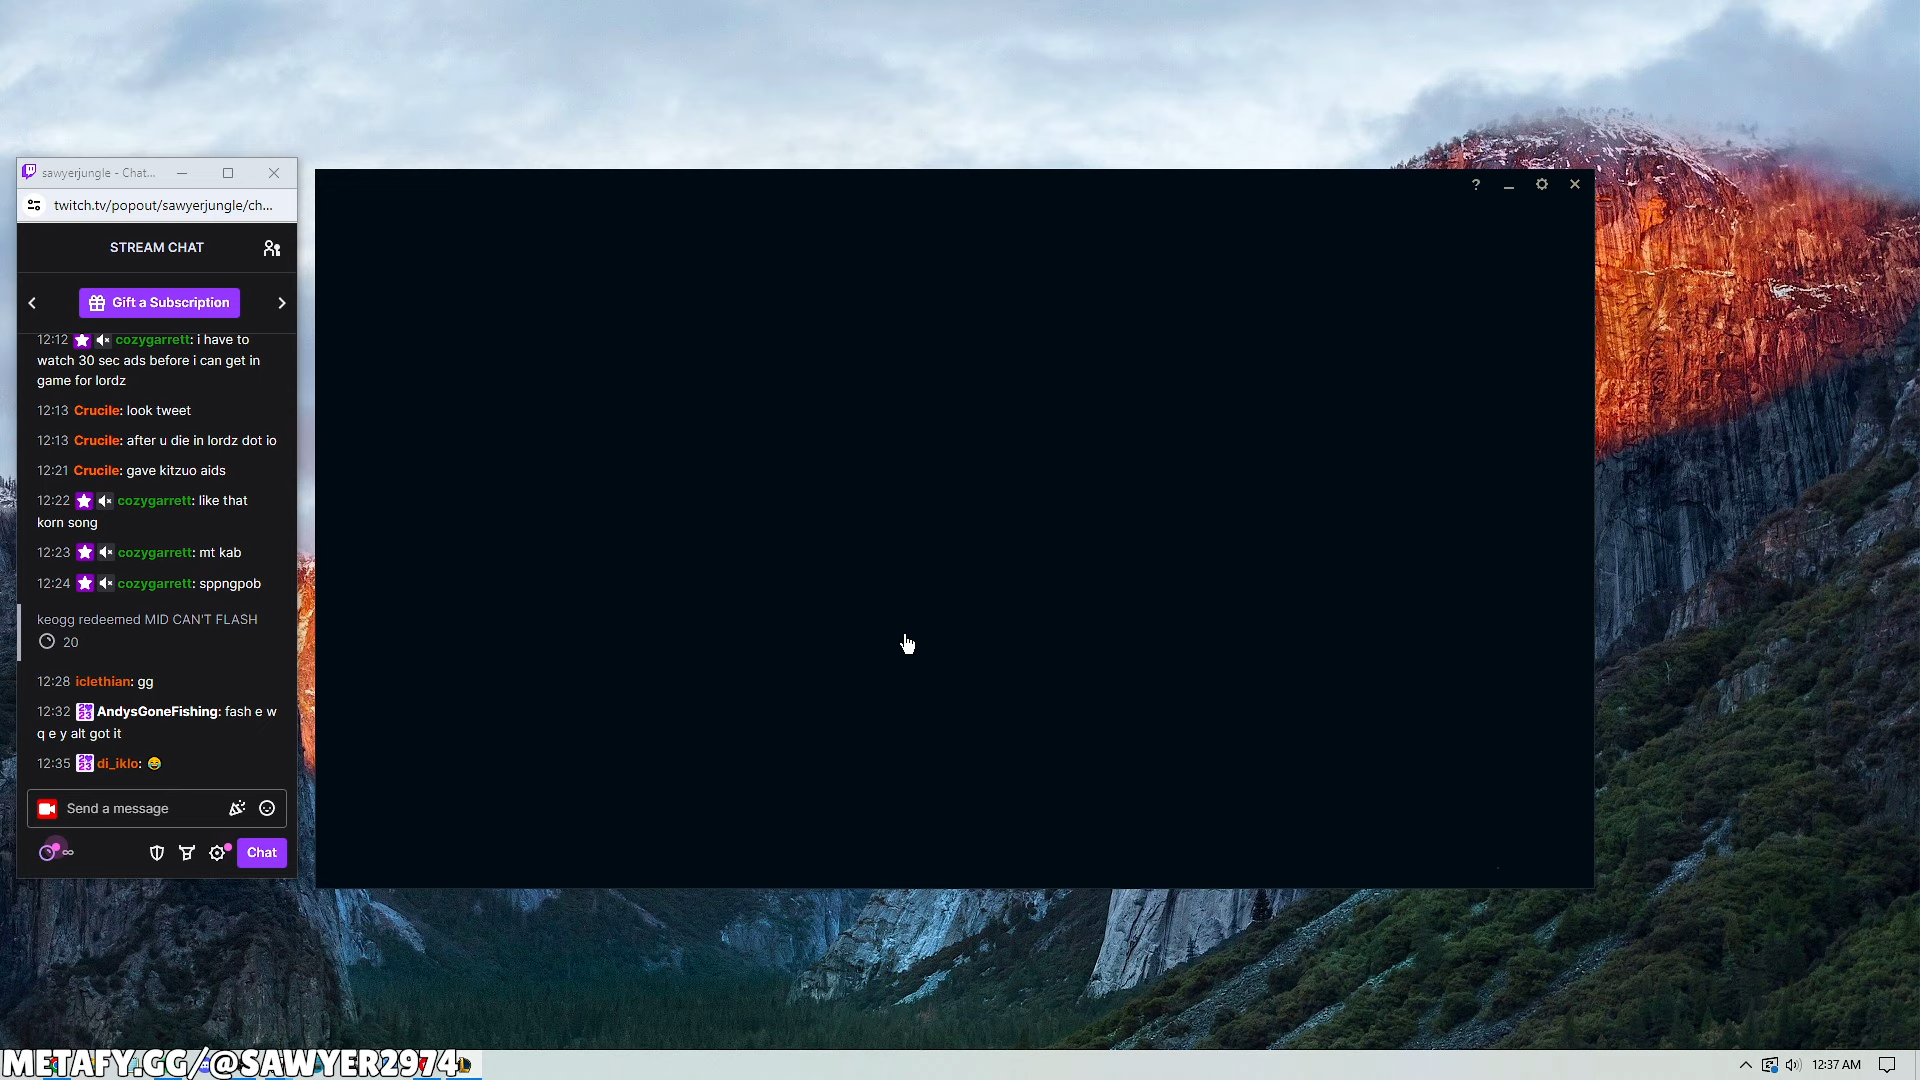 sawyerjungle - Chat...
twitch.tv/popout/sawyerjungle/ch...
STREAM CHAT
Gift a Subscription
12:12 cozygarrett: i have to
watch 30 sec ads before i can get in
game for lordz
12:13 Crucile: look tweet
12:13 Crucile: after u die in lordz dot io
12:21 Crucile: gave kitzuo aids
12:22 cozygarrett: like that
korn song
12:23 cozygarrett: mt kab
12:24 cozygarrett: sppngpob
keogg redeemed MID CAN'T FLASH
20
12:28 iclethian: gg
12:32 AndysGoneFishing: fash e w
q e y alt got it
12:35 di_iklo: 😂
Send a message
∞
Chat
?
METAFY.GG/@SAWYER2974
12:37 AM